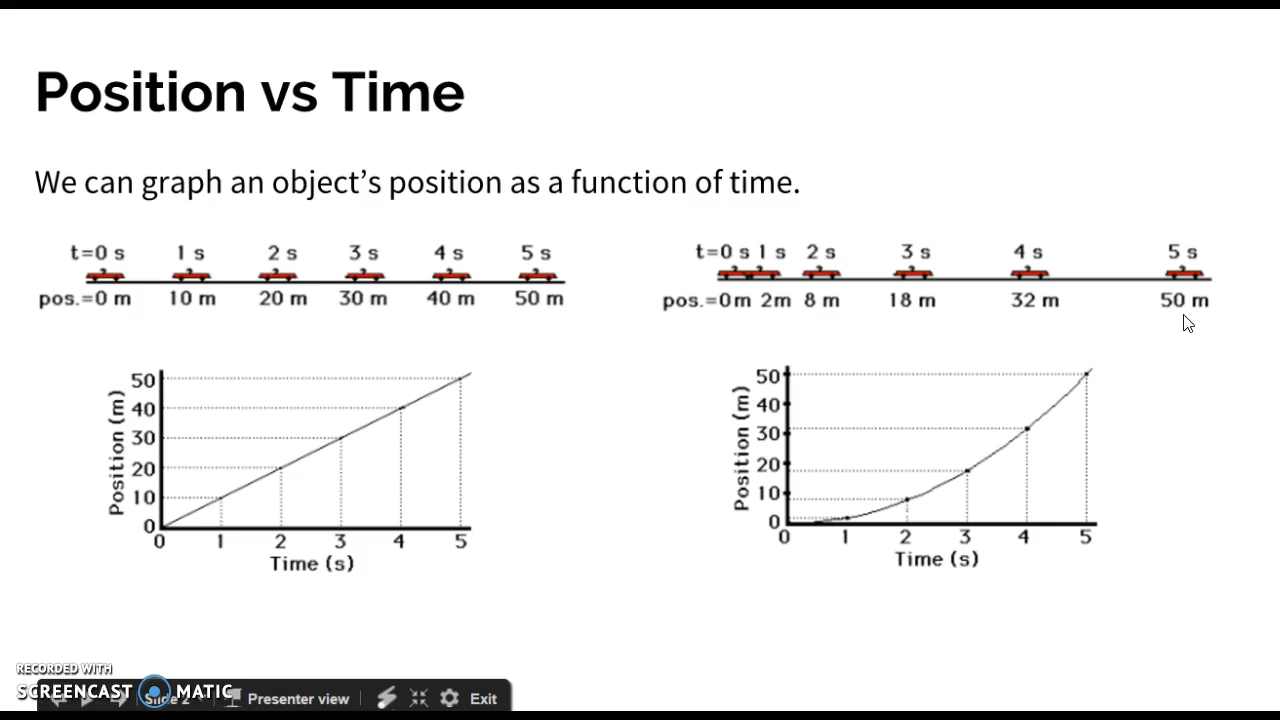 Position vs Time
We can graph an object's position as a function of time.
t=0 s 1 s 2 s 3 s 4 s 5 s
pos.=0 m 10 m 20 m 30 m 40 m 50 m
t=0 s 1 s 2 s 3 s 4 s 5 s
pos.=0m 2m 8 m 18 m 32 m 50 m
Position (m)
50
40
30
20
10
0
0 1 2 3 4 5
Time (s)
Position (m)
50
40
30
20
10
0
0 1 2 3 4 5
Time (s)
RECORDED WITH
SCREENCAST MATIC
Slide 2 Presenter view Exit